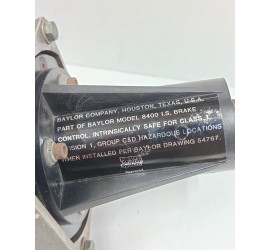 BAYLOR COMPANY, HOUSTON, TEXAS, U.S.A.
PART OF BAYLOR MODEL 8400 I.S. BRAKE
CONTROL. INTRINSICALLY SAFE FOR CLASS 1,
DIVISION 1, GROUP C&D HAZARDOUS LOCATIONS
WHEN INSTALLED PER BAYLOR DRAWING 54767.